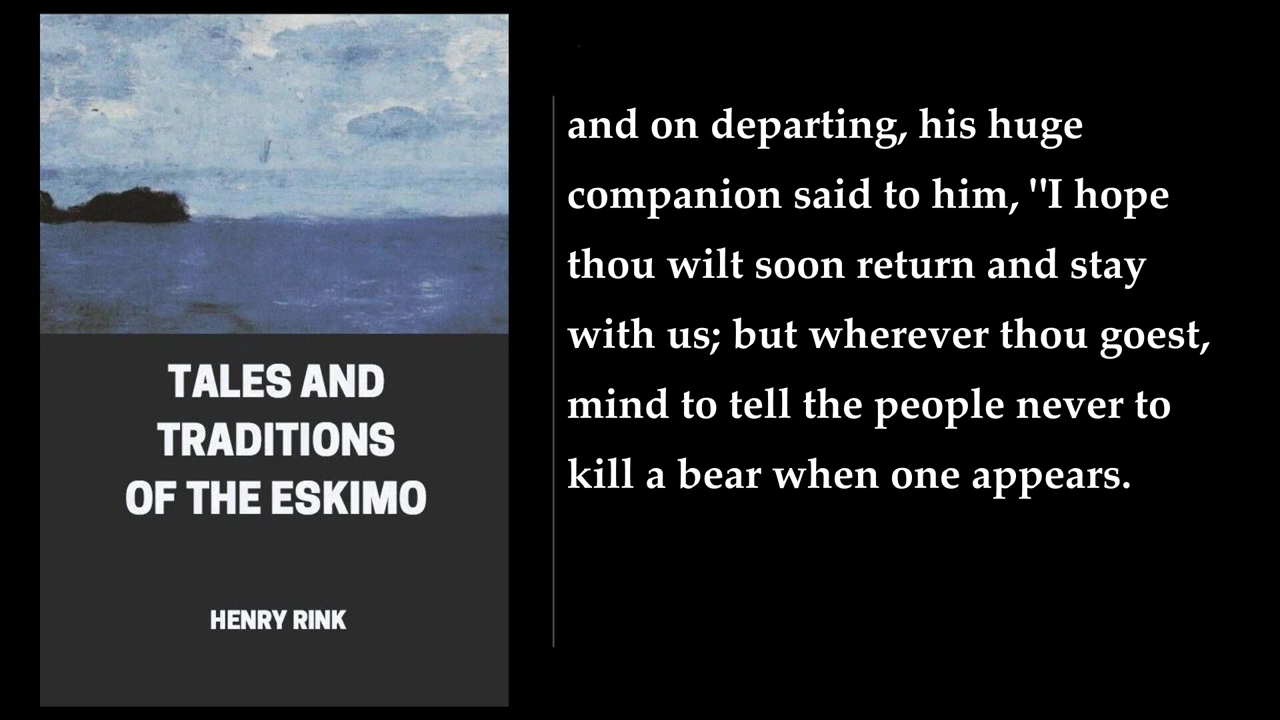 TALES AND
TRADITIONS
OF THE ESKIMO
HENRY RINK
and on departing, his huge
companion said to him, "I hope
thou wilt soon return and stay
with us; but wherever thou goest,
mind to tell the people never to
kill a bear when one appears.